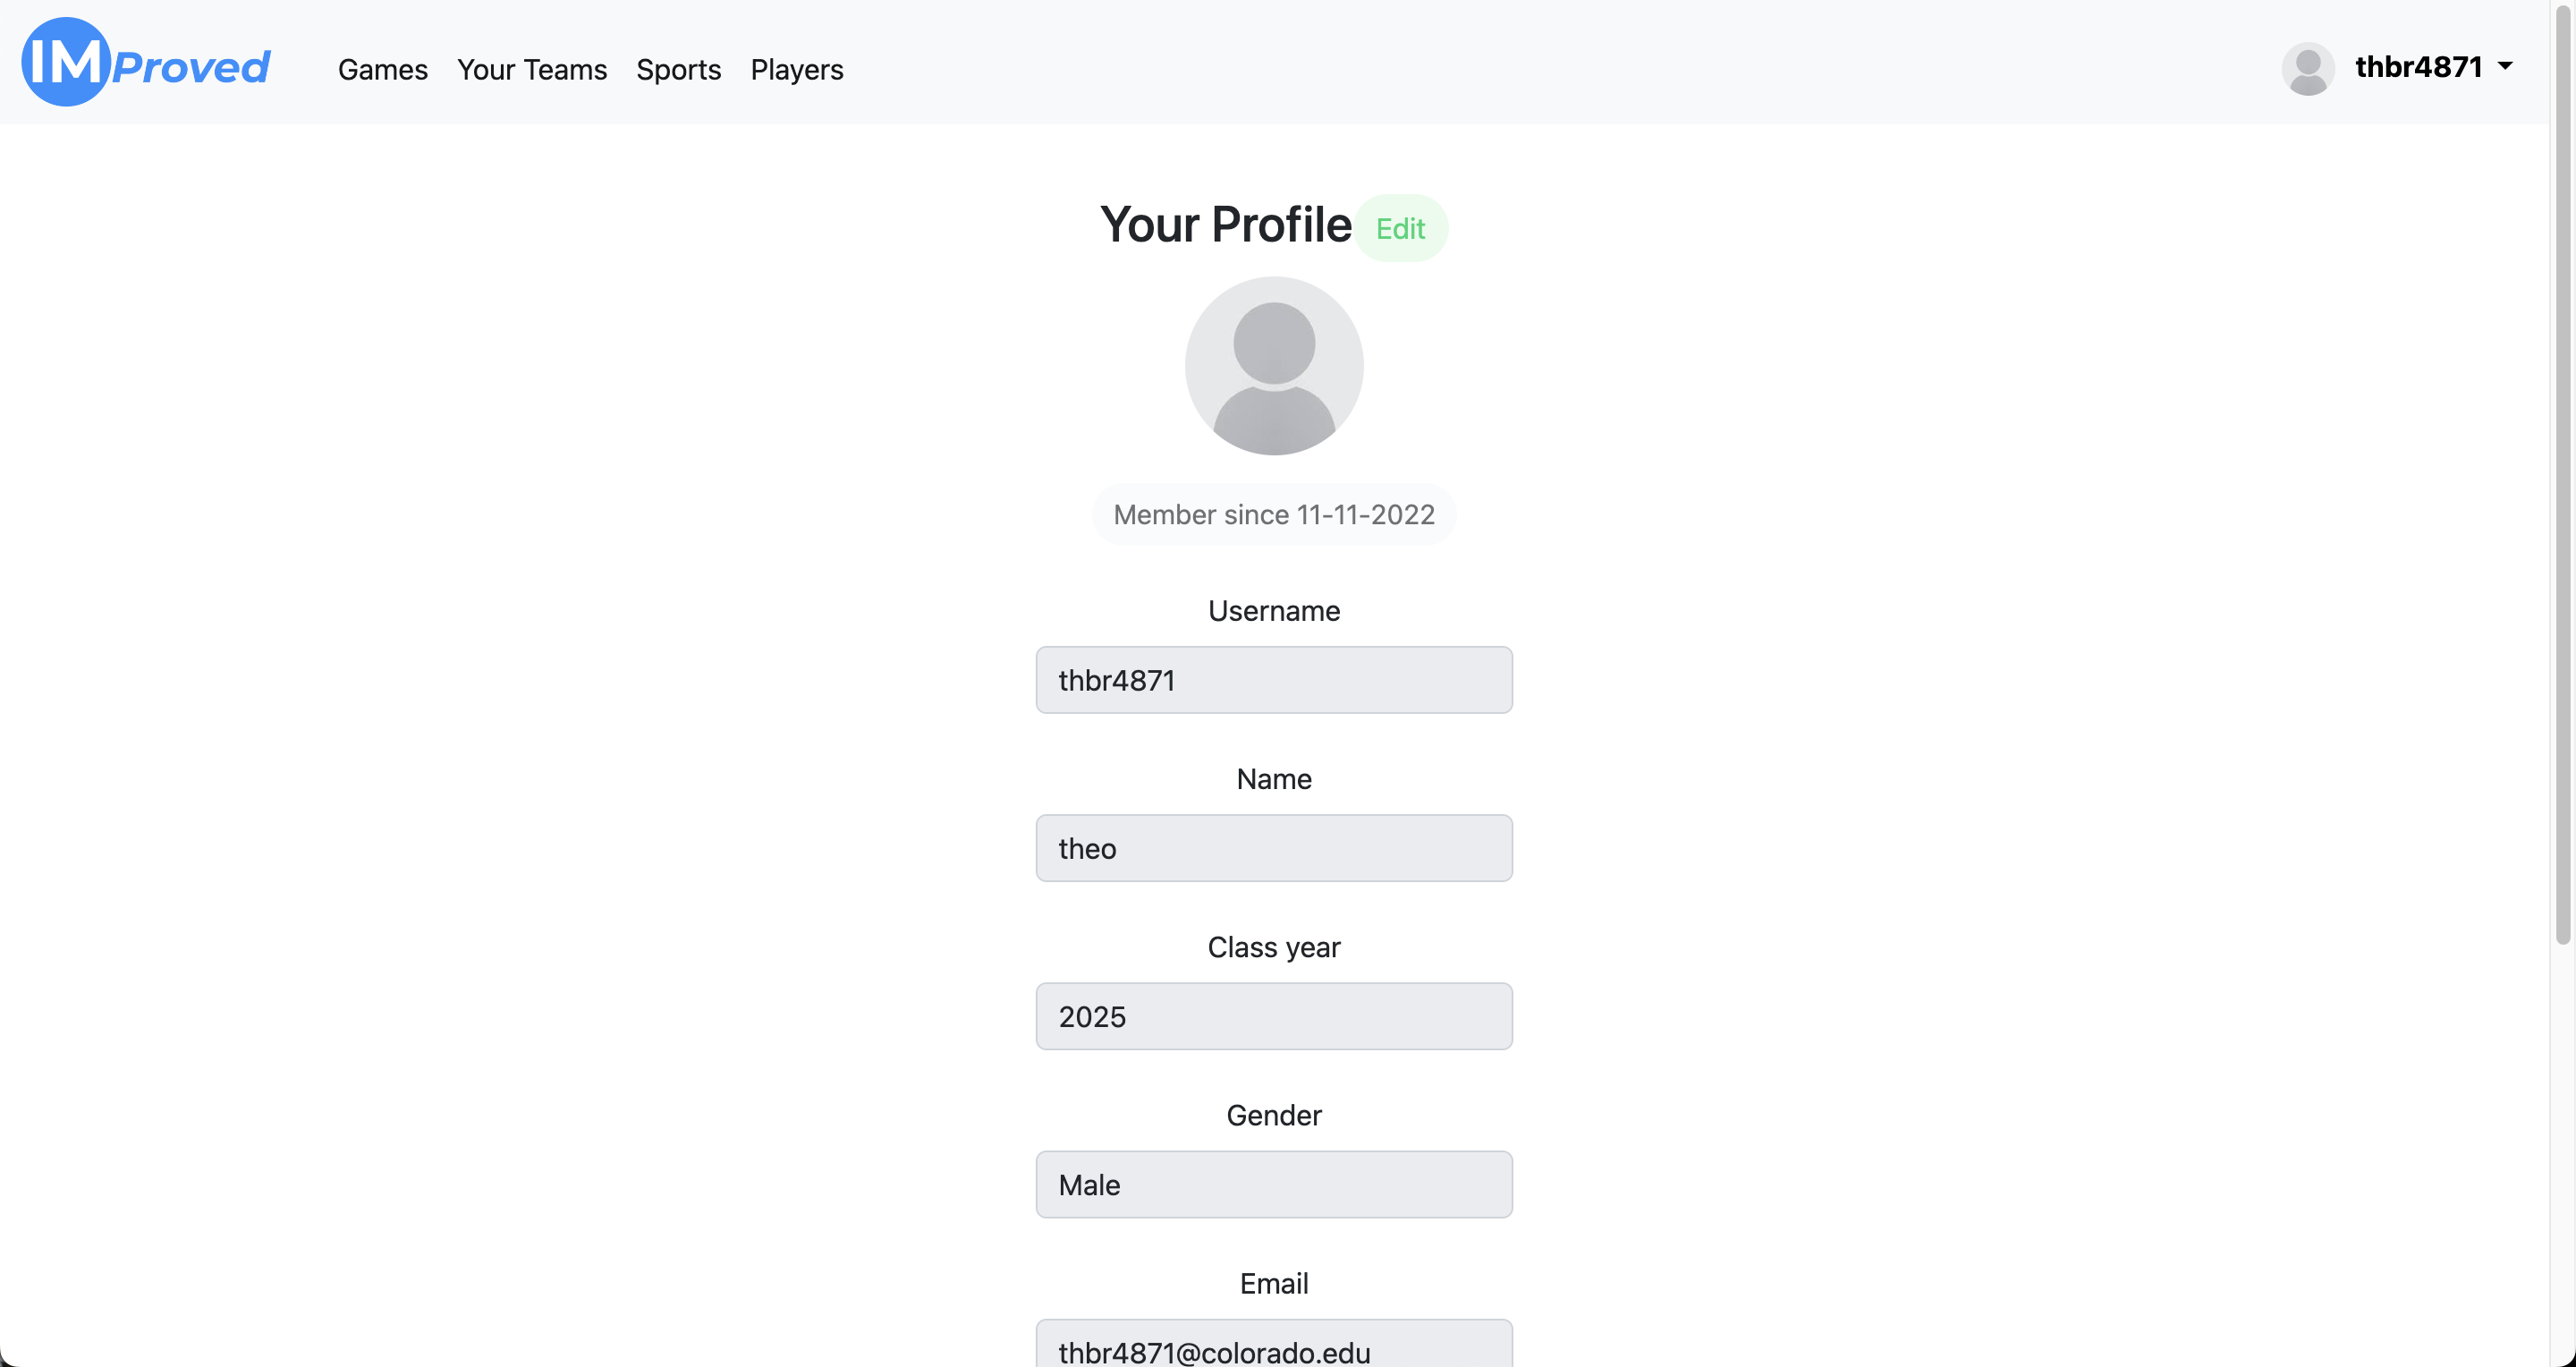 IMProved
Games Your Teams Sports Players
thbr4871
Your Profile Edit
Member since 11-11-2022
Username
thbr4871
Name
theo
Class year
2025
Gender
Male
Email
thbr4871@colorado.edu